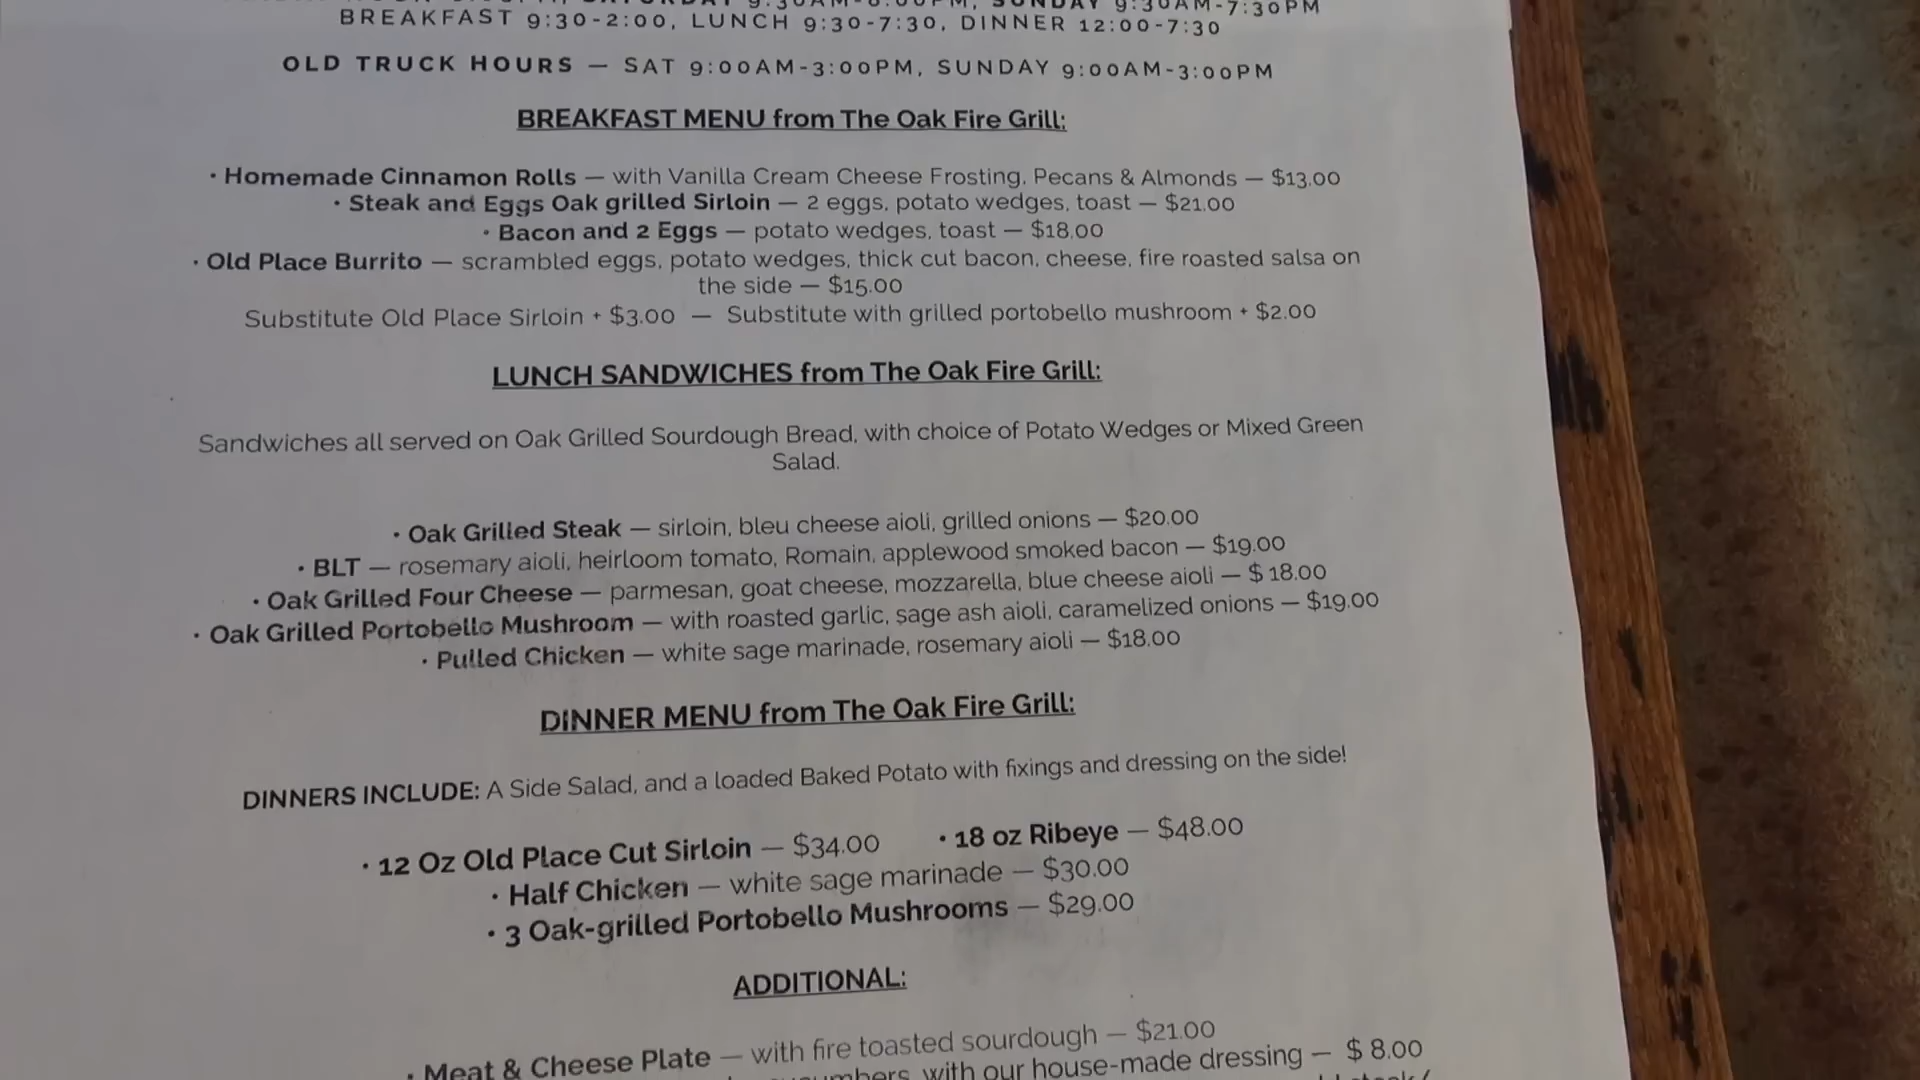 SUNDAY 9:30AM-7:30PM
BREAKFAST 9:30-2:00, LUNCH 9:30-7:30, DINNER 12:00-7:30
OLD TRUCK HOURS — SAT 9:00AM-3:00PM, SUNDAY 9:00AM-3:00PM
BREAKFAST MENU from The Oak Fire Grill:
• Homemade Cinnamon Rolls — with Vanilla Cream Cheese Frosting, Pecans & Almonds — $13.00
• Steak and Eggs Oak grilled Sirloin — 2 eggs, potato wedges, toast — $21.00
• Bacon and 2 Eggs — potato wedges, toast — $18.00
• Old Place Burrito — scrambled eggs, potato wedges, thick cut bacon, cheese, fire roasted salsa on
the side — $15.00
Substitute Old Place Sirloin + $3.00 — Substitute with grilled portobello mushroom + $2.00
LUNCH SANDWICHES from The Oak Fire Grill:
Sandwiches all served on Oak Grilled Sourdough Bread, with choice of Potato Wedges or Mixed Green
Salad.
• Oak Grilled Steak — sirloin, bleu cheese aioli, grilled onions — $20.00
• BLT — rosemary aioli, heirloom tomato, Romain, applewood smoked bacon — $19.00
• Oak Grilled Four Cheese — parmesan, goat cheese, mozzarella, blue cheese aioli — $ 18.00
• Oak Grilled Portobello Mushroom — with roasted garlic, sage ash aioli, caramelized onions — $19.00
• Pulled Chicken — white sage marinade, rosemary aioli — $18.00
DINNER MENU from The Oak Fire Grill:
DINNERS INCLUDE: A Side Salad, and a loaded Baked Potato with fixings and dressing on the side!
• 12 Oz Old Place Cut Sirloin — $34.00 • 18 oz Ribeye — $48.00
• Half Chicken — white sage marinade — $30.00
• 3 Oak-grilled Portobello Mushrooms — $29.00
ADDITIONAL:
• Meat & Cheese Plate — with fire toasted sourdough — $21.00
with our house-made dressing — $ 8.00